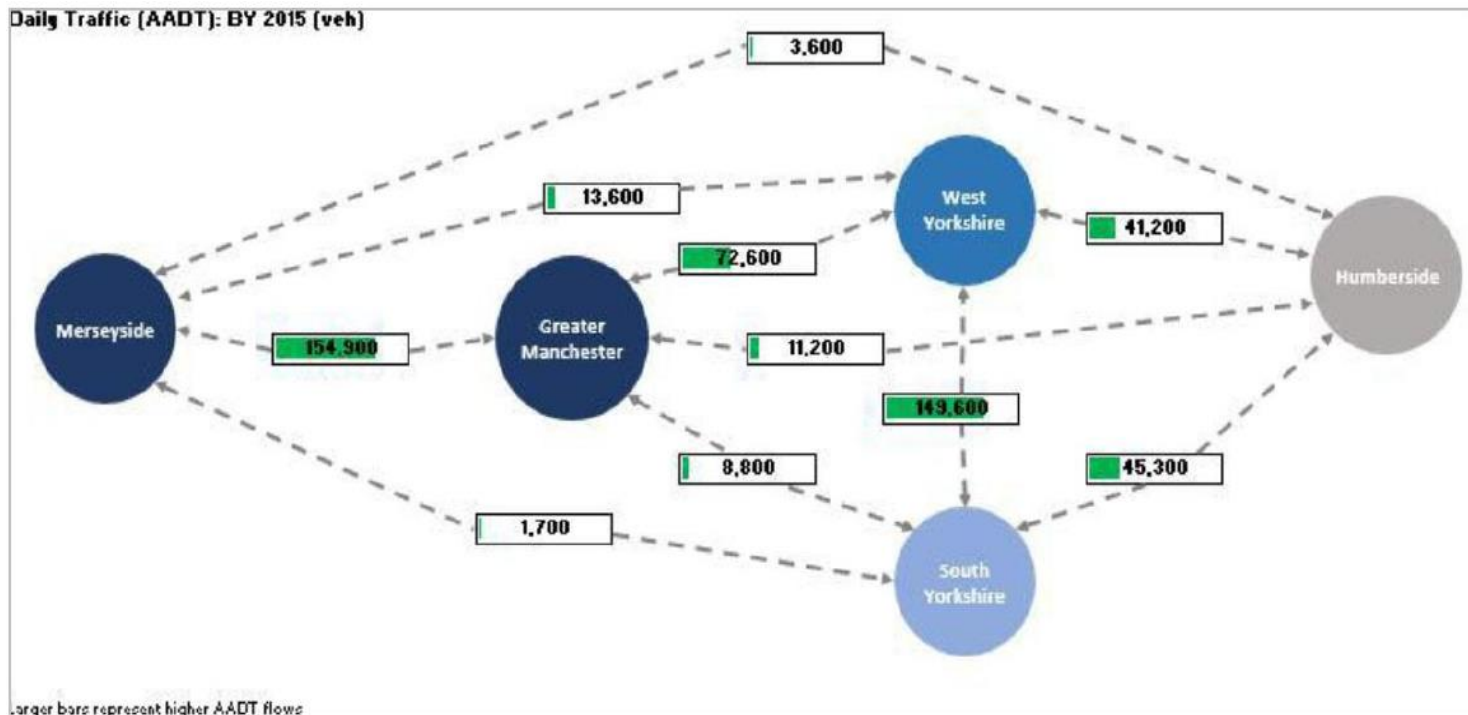 Daily Traffic (AADT): BY 2015 (veh)
3,600
13,600
West
Yorkshire
41,200
72,600
Humberside
Merseyside
154,900
Greater
Manchester
11,200
149,600
8,800
45,300
1,700
South
Yorkshire
arger bars represent higher AADT flows